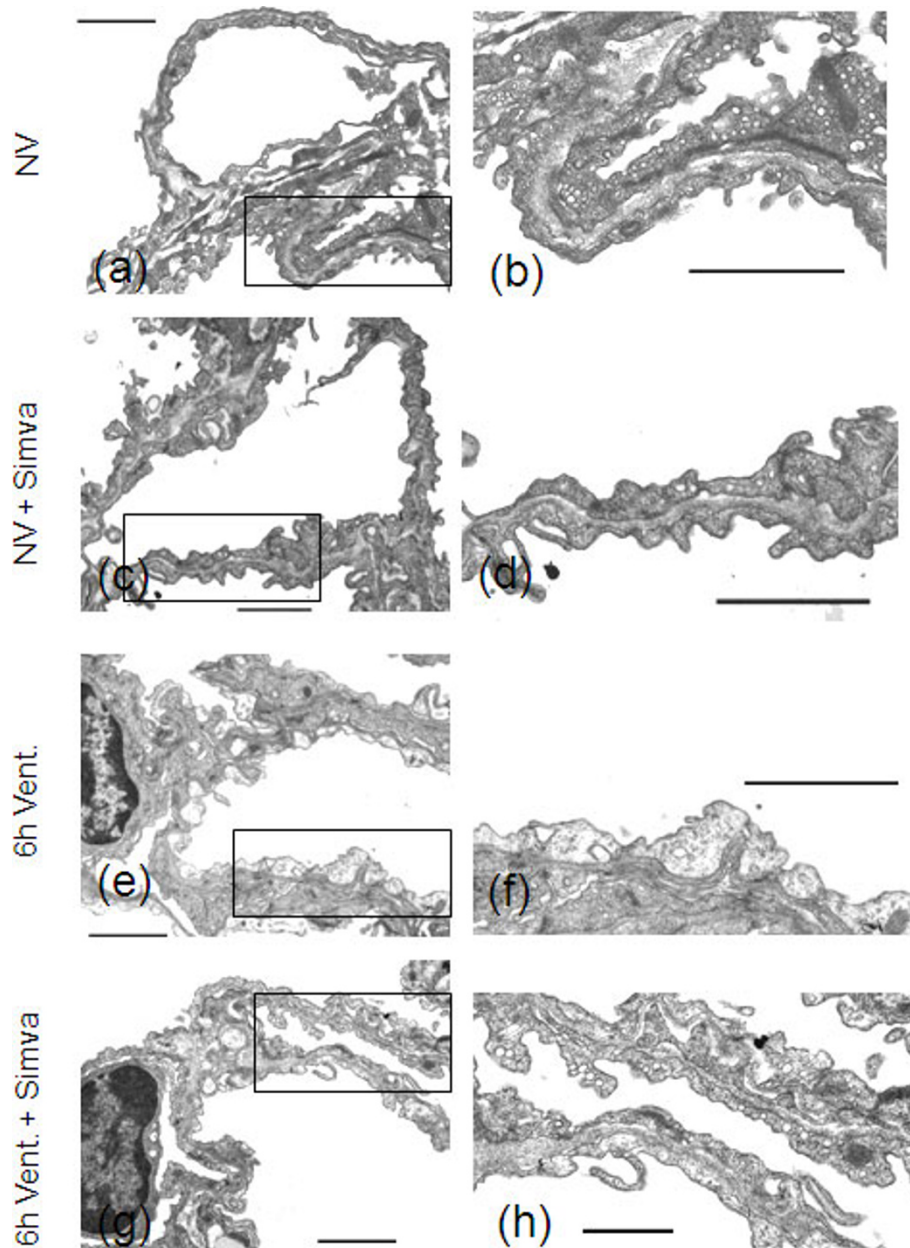 NV
(a)
(b)
NV + Simva
(c)
(d)
6h Vent.
(e)
(f)
6h Vent. + Simva
(g)
(h)